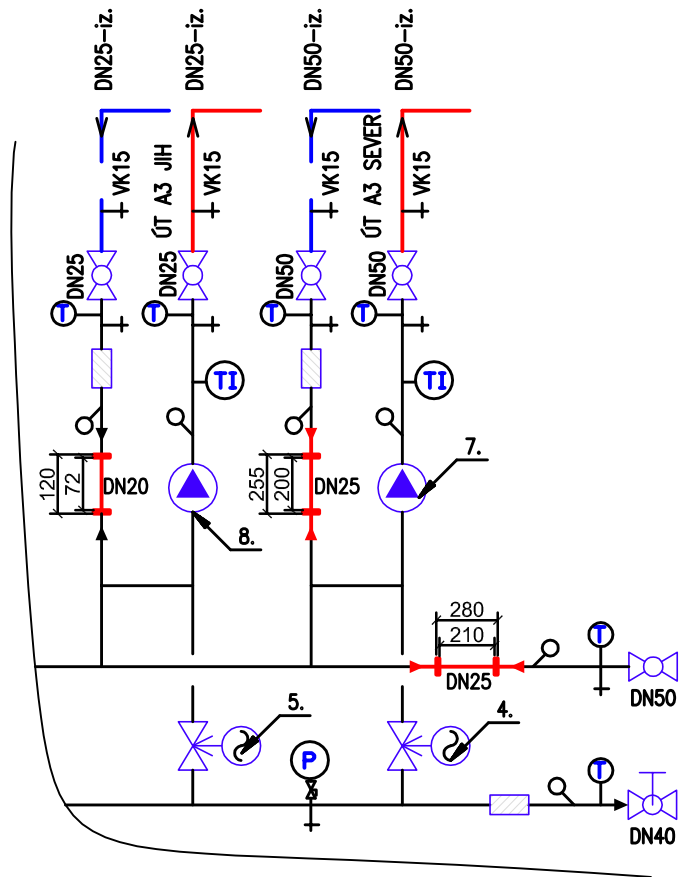 DN25-iz.
DN25-iz.
DN50-iz.
DN50-iz.
VK15
ÚT A3 JIH
VK15
VK15
ÚT A3 SEVER
VK15
DN25
DN25
DN50
DN50
T
T
T
T
TI
TI
7.
120
72
DN20
255
200
DN25
8.
280
210
T
DN25
DN50
5.
4.
P
T
DN40